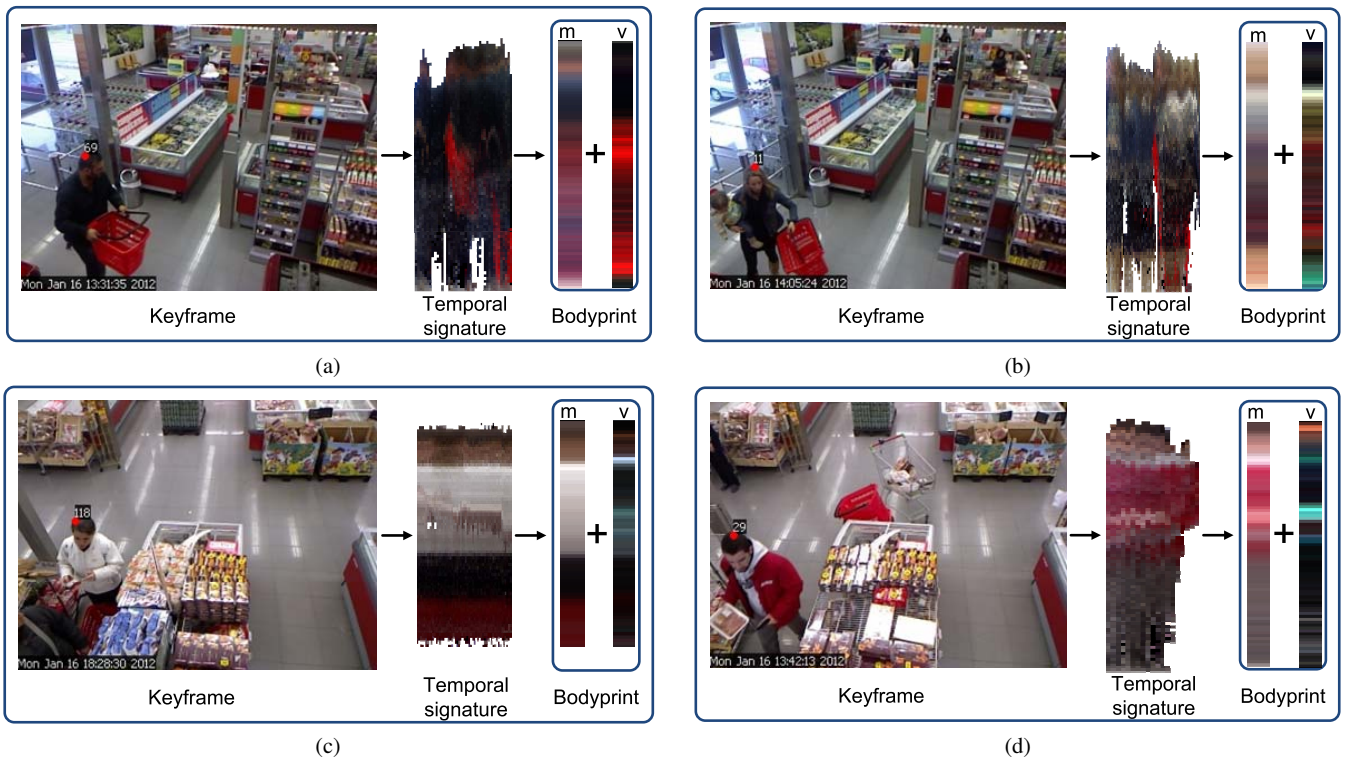 m
v
69
Mon Jan 16 13:31:35 2012
Keyframe
Temporal
signature
Bodyprint
+
(a)
m
v
11
Mon Jan 16 14:05:24 2012
Keyframe
Temporal
signature
Bodyprint
+
(b)
m
v
118
Mon Jan 16 18:28:30 2012
Keyframe
Temporal
signature
Bodyprint
+
(c)
m
v
29
Mon Jan 16 13:42:13 2012
Keyframe
Temporal
signature
Bodyprint
+
(d)